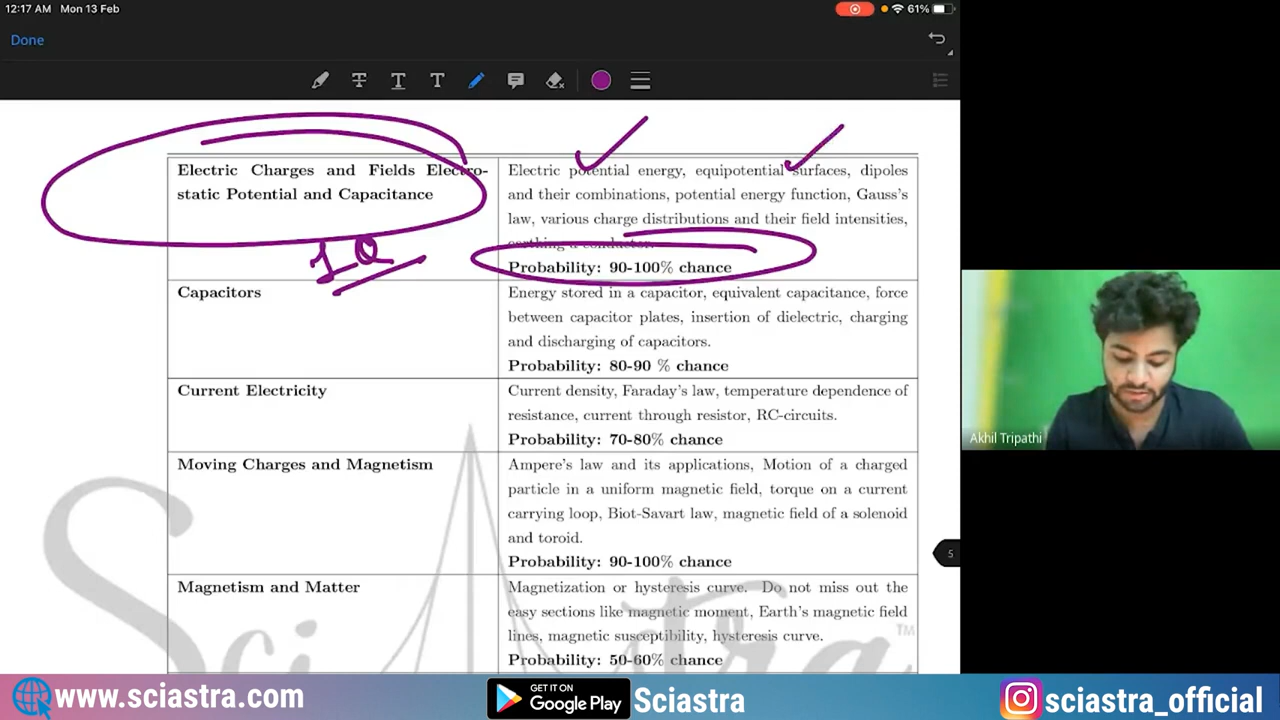 12:17 AM Mon 13 Feb
61%
Done
Electric Charges and Fields Electro-
static Potential and Capacitance
Electric potential energy, equipotential surfaces, dipoles
and their combinations, potential energy function, Gauss's
law, various charge distributions and their field intensities,
earthing a conductor.
Probability: 90-100% chance
1Q
Capacitors
Energy stored in a capacitor, equivalent capacitance, force
between capacitor plates, insertion of dielectric, charging
and discharging of capacitors.
Probability: 80-90 % chance
Current Electricity
Current density, Faraday's law, temperature dependence of
resistance, current through resistor, RC-circuits.
Probability: 70-80% chance
Moving Charges and Magnetism
Ampere's law and its applications, Motion of a charged
particle in a uniform magnetic field, torque on a current
carrying loop, Biot-Savart law, magnetic field of a solenoid
and toroid.
Probability: 90-100% chance
Magnetism and Matter
Magnetization or hysteresis curve. Do not miss out the
easy sections like magnetic moment, Earth's magnetic field
lines, magnetic susceptibility, hysteresis curve.
Probability: 50-60% chance
5
Akhil Tripathi
SciAstra
TM
www.sciastra.com
GET IT ON
Google Play
Sciastra
sciastra_official